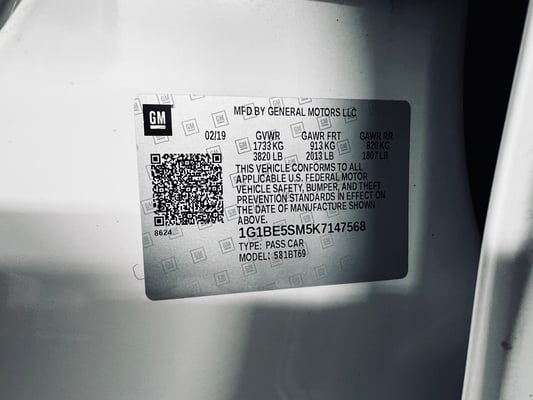 GM
MFD BY GENERAL MOTORS LLC
02/19 GVWR GAWR FRT GAWR RR
1733 KG 913 KG 820 KG
3820 LB 2013 LB 1807 LB
THIS VEHICLE CONFORMS TO ALL
APPLICABLE U.S. FEDERAL MOTOR
VEHICLE SAFETY, BUMPER, AND THEFT
PREVENTION STANDARDS IN EFFECT ON
THE DATE OF MANUFACTURE SHOWN
ABOVE.
8624
1G1BE5SM5K7147568
TYPE: PASS CAR
MODEL: 581BT69